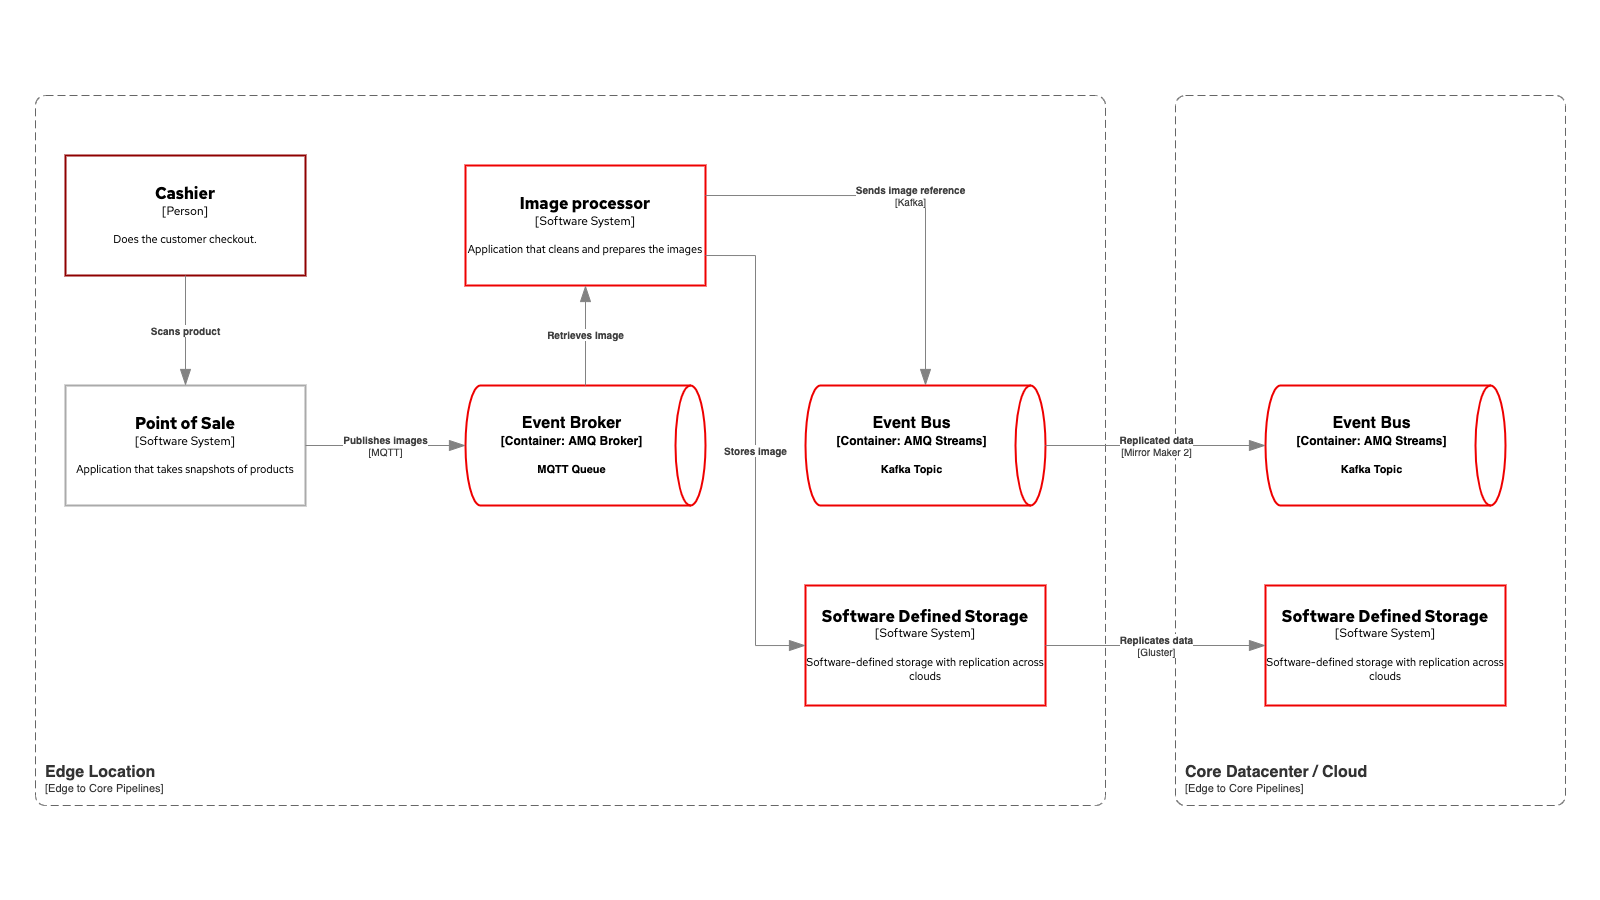 Cashier
[Person]
Does the customer checkout.
Scans product
Point of Sale
[Software System]
Application that takes snapshots of products
Publishes images
[MQTT]
Image processor
[Software System]
Application that cleans and prepares the images
Retrieves image
Event Broker
[Container: AMQ Broker]
MQTT Queue
Sends image reference
[Kafka]
Stores image
Event Bus
[Container: AMQ Streams]
Kafka Topic
Replicated data
[Mirror Maker 2]
Event Bus
[Container: AMQ Streams]
Kafka Topic
Software Defined Storage
[Software System]
Software-defined storage with replication across
clouds
Replicates data
[Gluster]
Software Defined Storage
[Software System]
Software-defined storage with replication across
clouds
Edge Location
[Edge to Core Pipelines]
Core Datacenter / Cloud
[Edge to Core Pipelines]